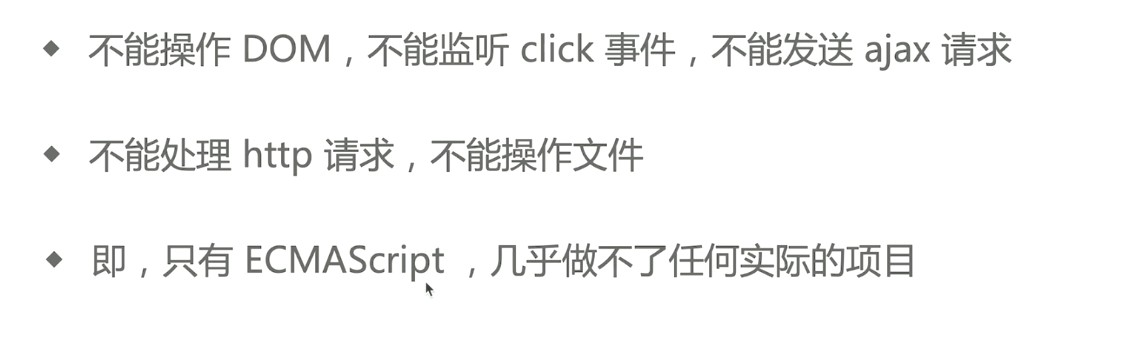 ◆ 不能操作 DOM，不能监听 click 事件，不能发送 ajax 请求
◆ 不能处理 http 请求，不能操作文件
◆ 即，只有 ECMAScript ，几乎做不了任何实际的项目